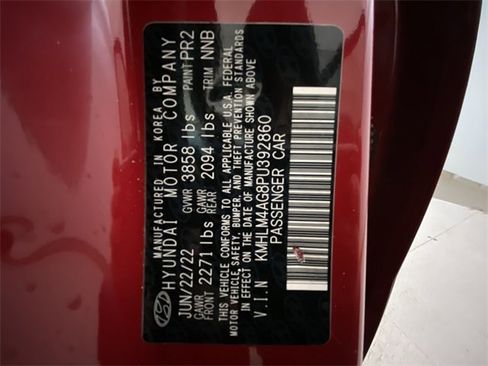 MANUFACTURED IN KOREA BY
HYUNDAI MOTOR COMPANY
JUN/22/22 GVWR 3858 lbs PAINT PR2
GAWR FRONT 2271 lbs GAWR REAR 2094 lbs TRIM NNB
THIS VEHICLE CONFORMS TO ALL APPLICABLE U.S.A. FEDERAL
MOTOR VEHICLE SAFETY, BUMPER, AND THEFT PREVENTION STANDARDS
IN EFFECT ON THE DATE OF MANUFACTURE SHOWN ABOVE
V.I.N KMHLM4AG8PU392860
PASSENGER CAR